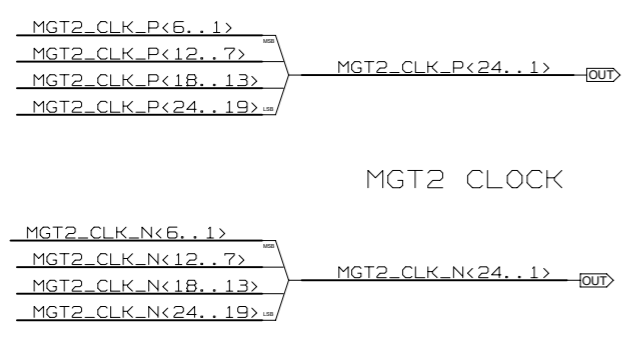 MGT2_CLK_P<6..1>
MSB
MGT2_CLK_P<12..7>
MGT2_CLK_P<18..13>
MGT2_CLK_P<24..19> LSB
MGT2_CLK_P<24..1>
OUT
MGT2 CLOCK
MGT2_CLK_N<6..1>
MSB
MGT2_CLK_N<12..7>
MGT2_CLK_N<18..13>
MGT2_CLK_N<24..19> LSB
MGT2_CLK_N<24..1>
OUT